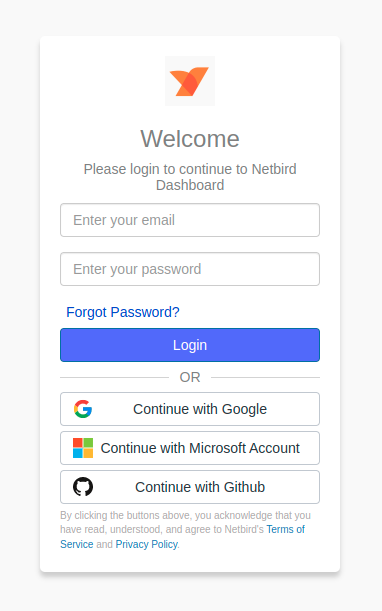 Welcome
Please login to continue to Netbird
Dashboard
Enter your email
Enter your password
Forgot Password?
Login
OR
Continue with Google
Continue with Microsoft Account
Continue with Github
By clicking the buttons above, you acknowledge that you
have read, understood, and agree to Netbird's Terms of
Service and Privacy Policy.